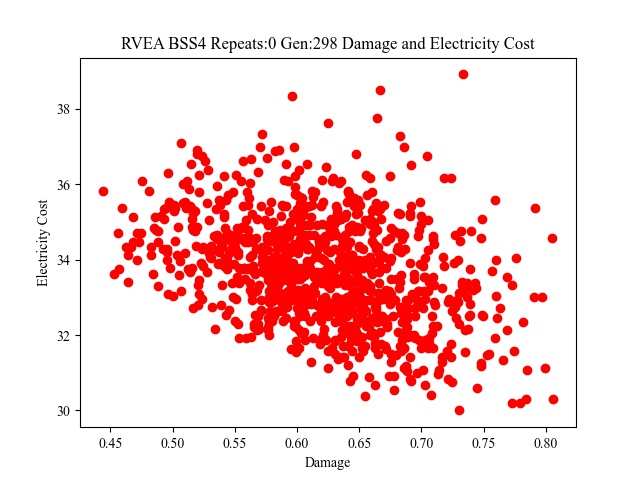 RVEA BSS4 Repeats:0 Gen:298 Damage and Electricity Cost
38
36
34
32
30
Electricity Cost
0.45 0.50 0.55 0.60 0.65 0.70 0.75 0.80
Damage